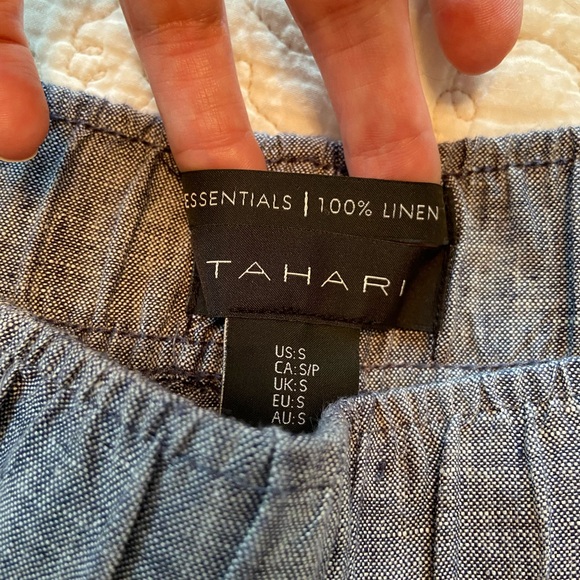 ESSENTIALS | 100% LINEN
TAHARI
US:S
CA:S/P
UK:S
EU:S
AU:S